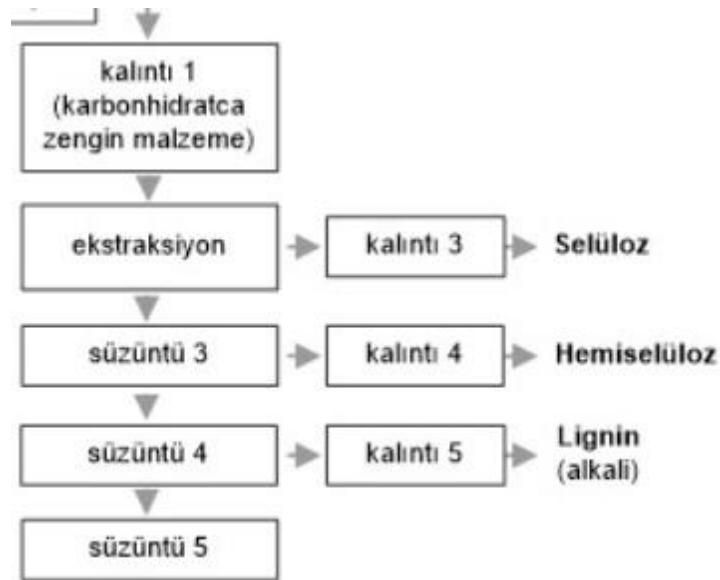 kalıntı 1
(karbonhidratca
zengin malzeme)
ekstraksiyon
kalıntı 3
Selüloz
süzüntü 3
kalıntı 4
Hemiselüloz
süzüntü 4
kalıntı 5
Lignin
(alkali)
süzüntü 5